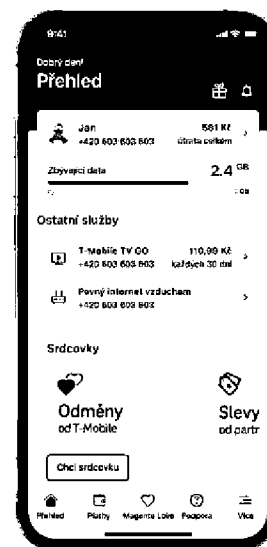 9:41
Dobrý den!
Přehled
Jan
581 Kč
+420 603 603 603
útrata celkem
Zbývající data
2.4 GB
GB
Ostatní služby
T-Mobile TV GO
110,99 Kč
+420 603 603 603
každých 30 dní
Pevný internet vzduchem
+420 603 603 603
Srdcovky
Odměny
od T-Mobile
Slevy
od partr
Chci srdcovku
Přehled
Platby
Magenta Love
Podpora
Více